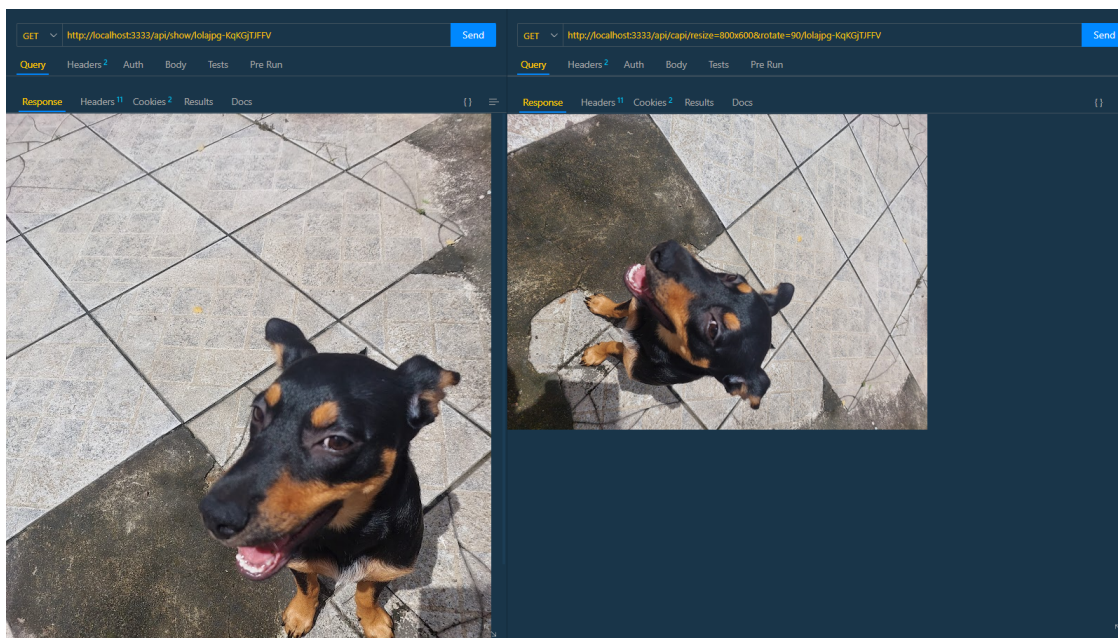 GET http://localhost:3333/api/show/lolajpg-KqKGjTJFFV Send
Query Headers 2 Auth Body Tests Pre Run
Response Headers 11 Cookies 2 Results Docs { }
GET http://localhost:3333/api/capi/resize=800x600&rotate=90/lolajpg-KqKGjTJFFV Send
Query Headers 2 Auth Body Tests Pre Run
Response Headers 11 Cookies 2 Results Docs { }